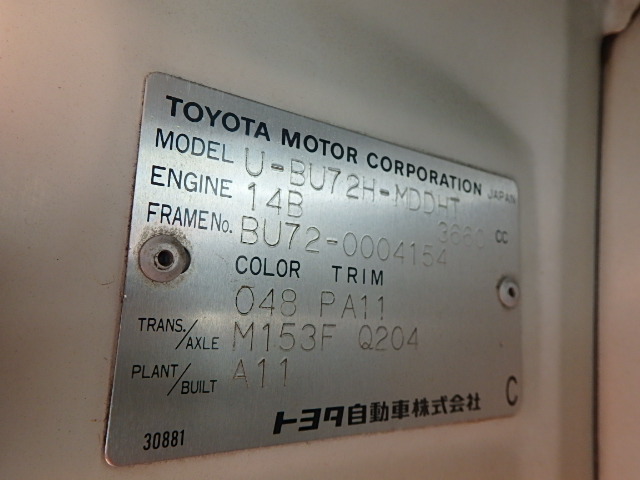 TOYOTA MOTOR CORPORATION JAPAN
MODEL U-BU72H-MDDHT
ENGINE 14B 3660 CC
FRAME No. BU72-0004154
COLOR TRIM
048 PA11
TRANS./AXLE M153F Q204
PLANT/BUILT A11
トヨタ自動車株式会社 C
30881